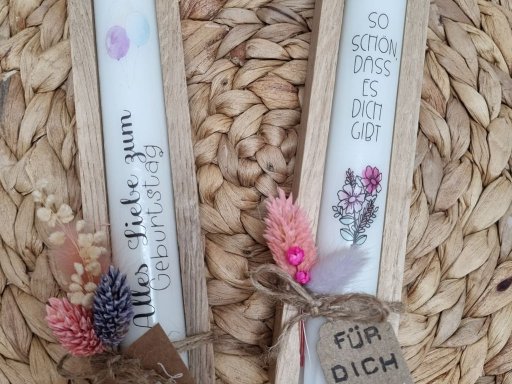 Alles Liebe zum
Geburtstag
SO
SCHÖN,
DASS
ES
DICH
GIBT
FÜR
DICH